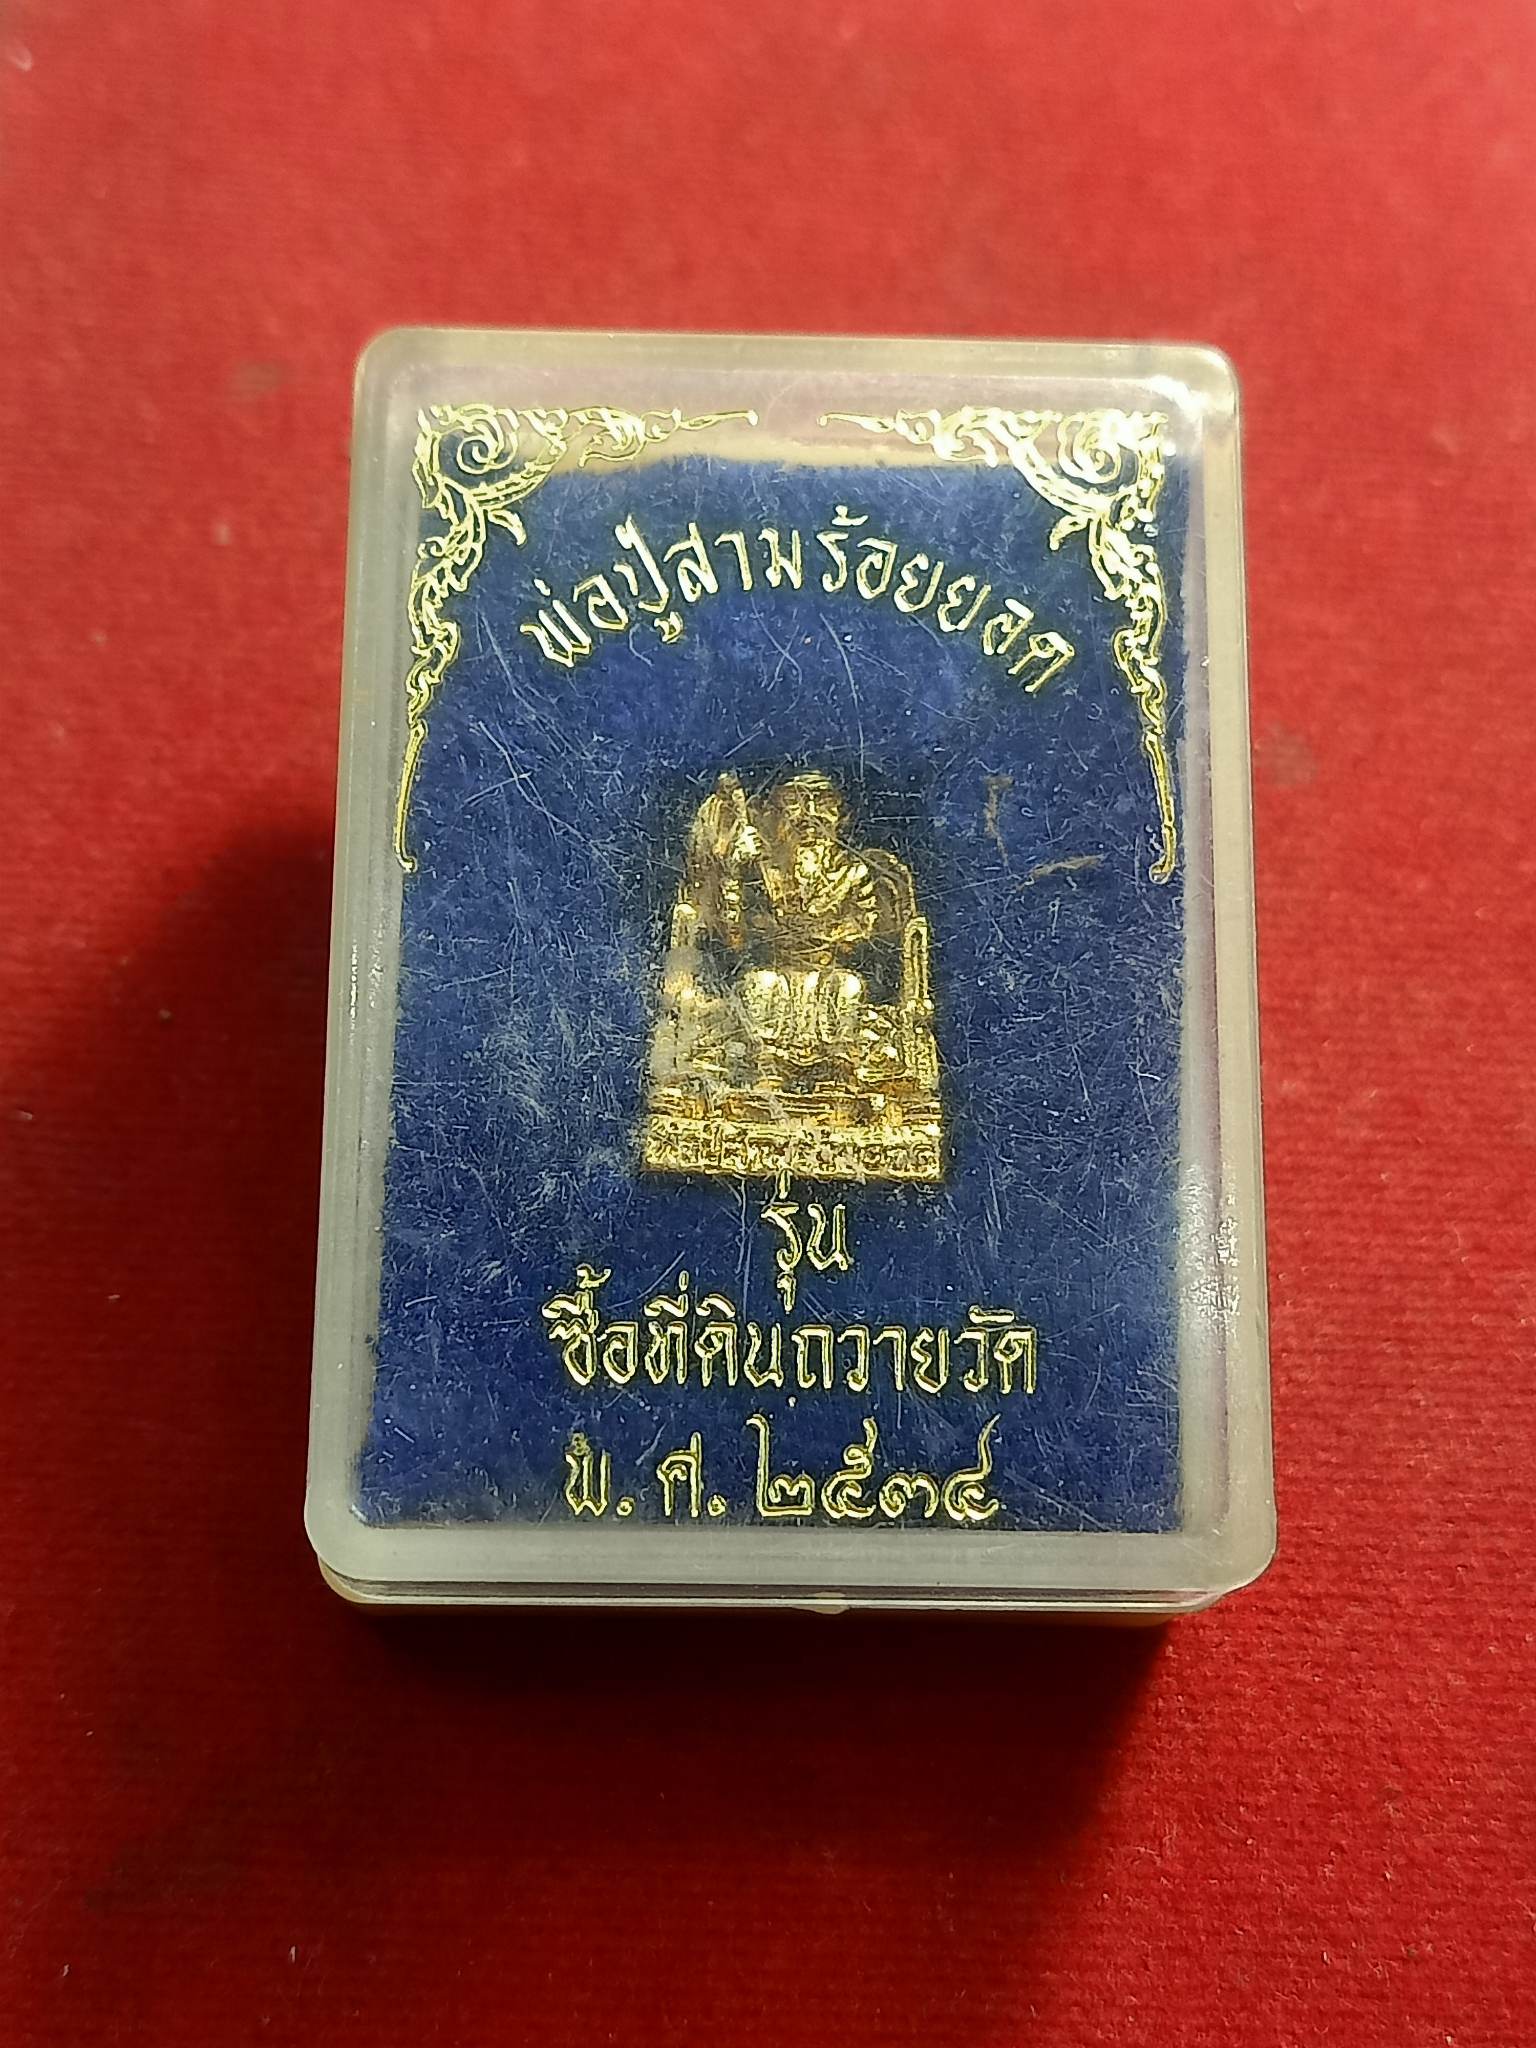 พ่อปู่สามร้อยยอด
รุ่น
ซื้อที่ดินถวายวัด
พ.ศ.๒๕๓๔